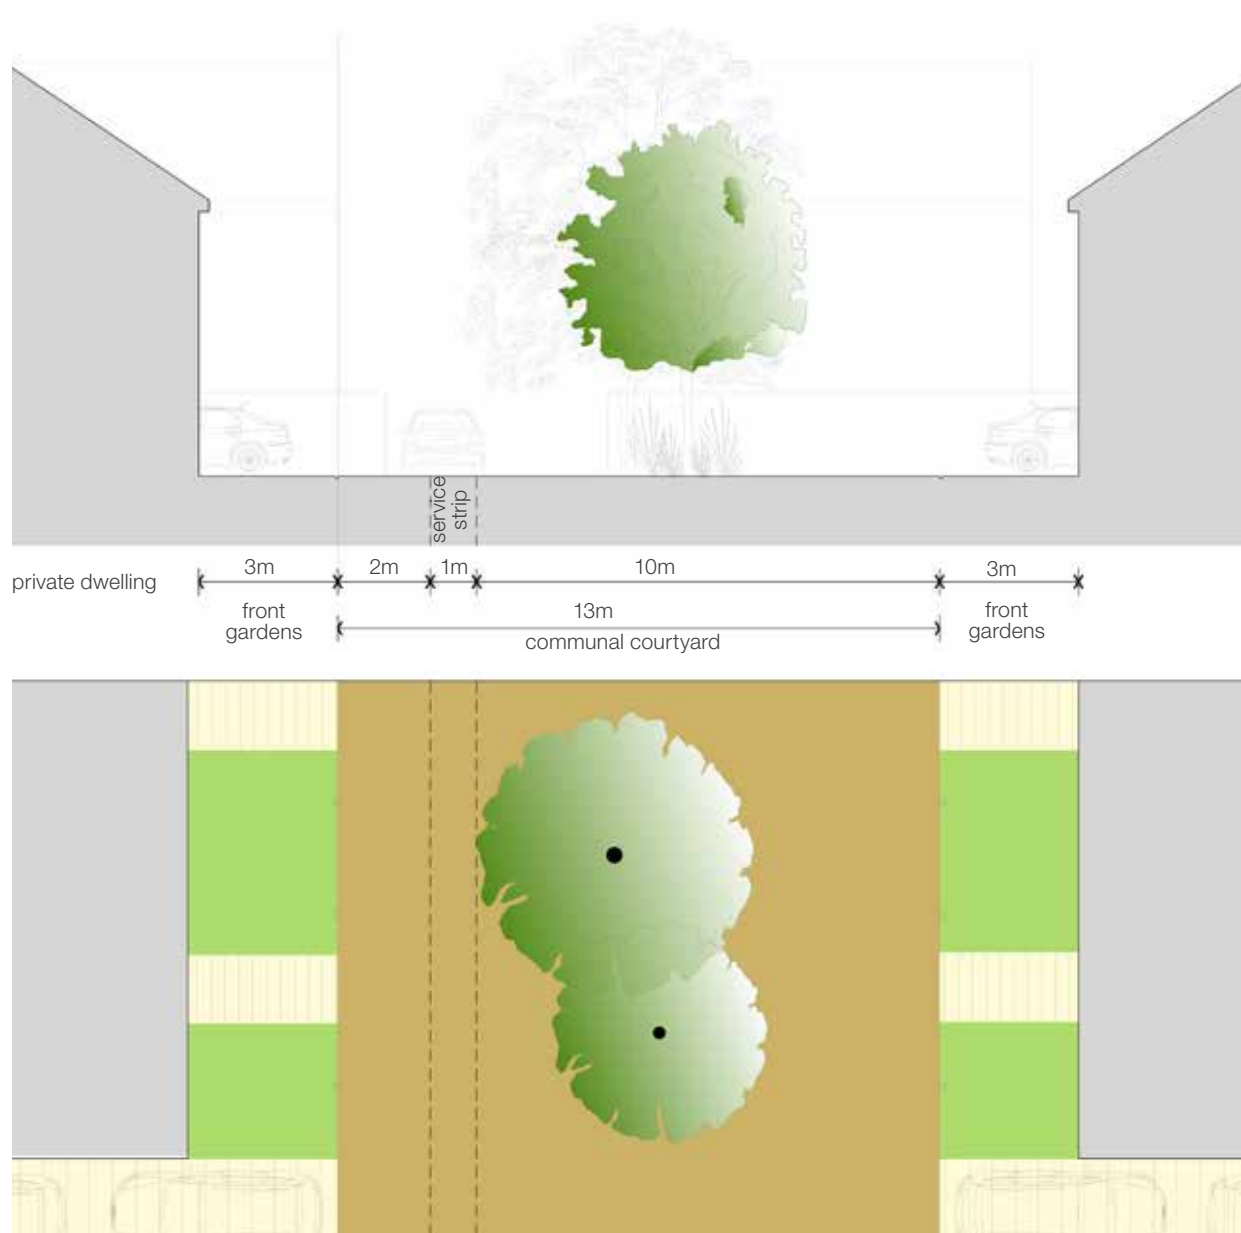 service
strip
3m
2m
1m
10m
3m
private dwelling
front
gardens
13m
communal courtyard
front
gardens